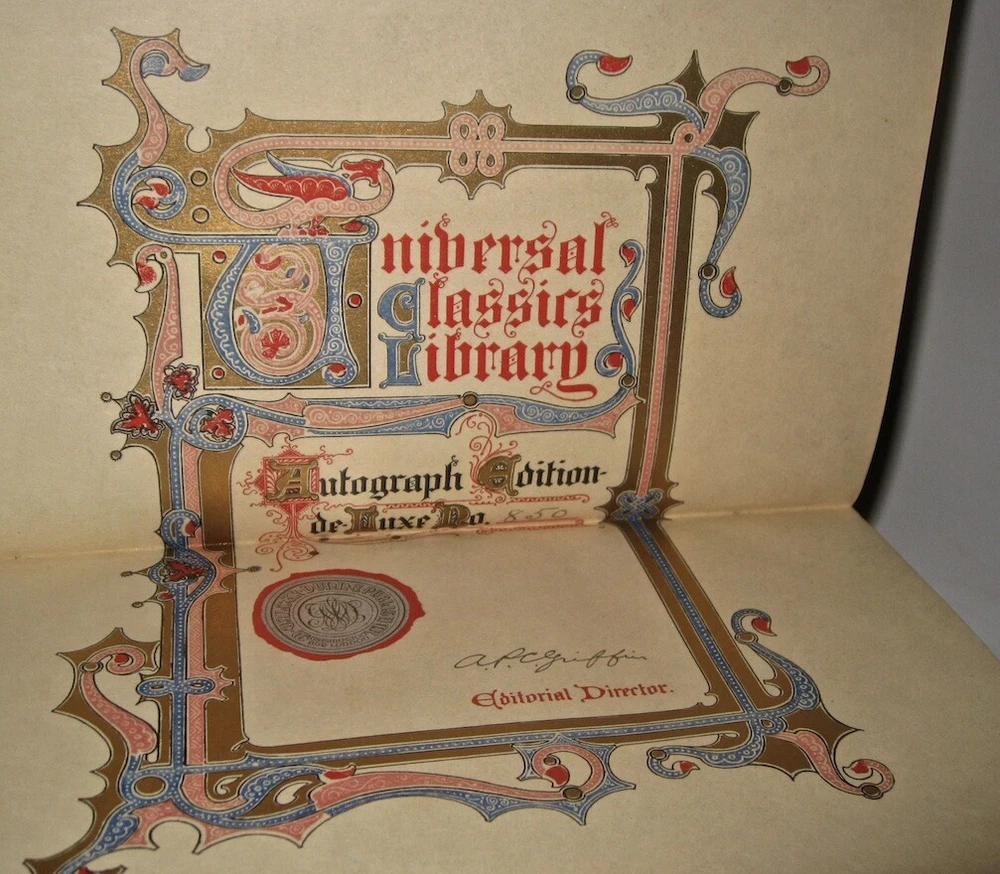 Universal
Classics
Library
Autograph Edition-
de-Luxe No. 850
A.P.C. Griffin
Editorial Director.